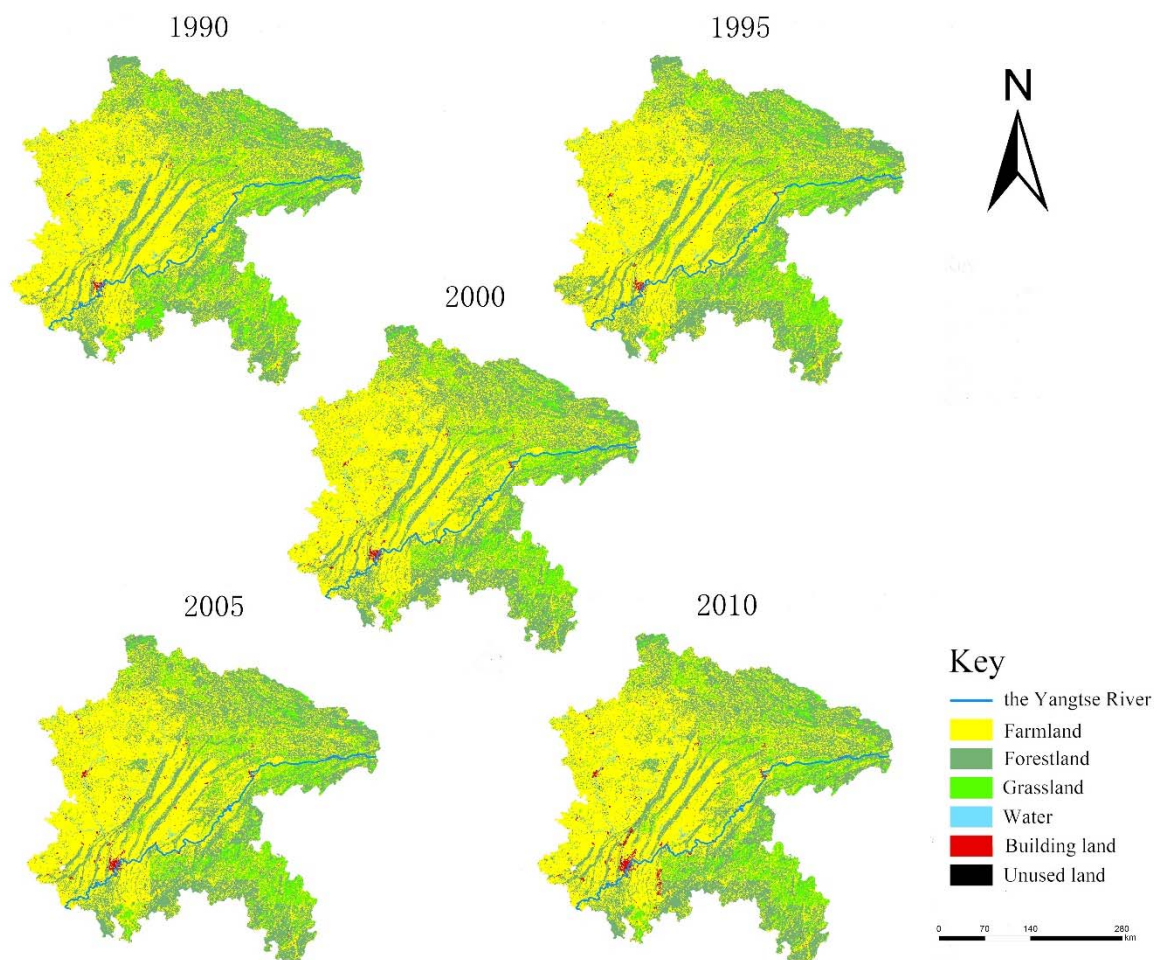 1990
1995
N
2000
2005
2010
Key
the Yangtse River
Farmland
Forestland
Grassland
Water
Building land
Unused land
0 70 140 280
km